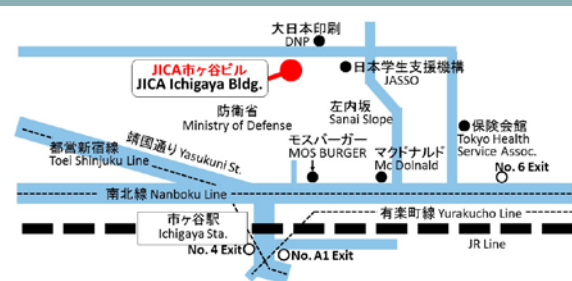 大日本印刷
DNP
JICA市ヶ谷ビル
JICA Ichigaya Bldg.
日本学生支援機構
JASSO
防衛省
Ministry of Defense
左内坂
Sanai Slope
靖国通り Yasukuni St.
都営新宿線
Toei Shinjuku Line
モスバーガー
MOS BURGER
マクドナルド
Mc Dolnald
保険会館
Tokyo Health
Service Assoc.
No. 6 Exit
南北線 Nanboku Line
市ヶ谷駅
Ichigaya Sta.
有楽町線 Yurakucho Line
JR Line
No. 4 Exit
No. A1 Exit